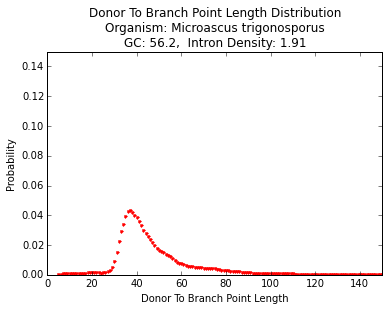 Donor To Branch Point Length Distribution
Organism: Microascus trigonosporus
GC: 56.2,  Intron Density: 1.91
0.14
0.12
0.10
0.08
0.06
0.04
0.02
0.00
Probability
0 20 40 60 80 100 120 140
Donor To Branch Point Length